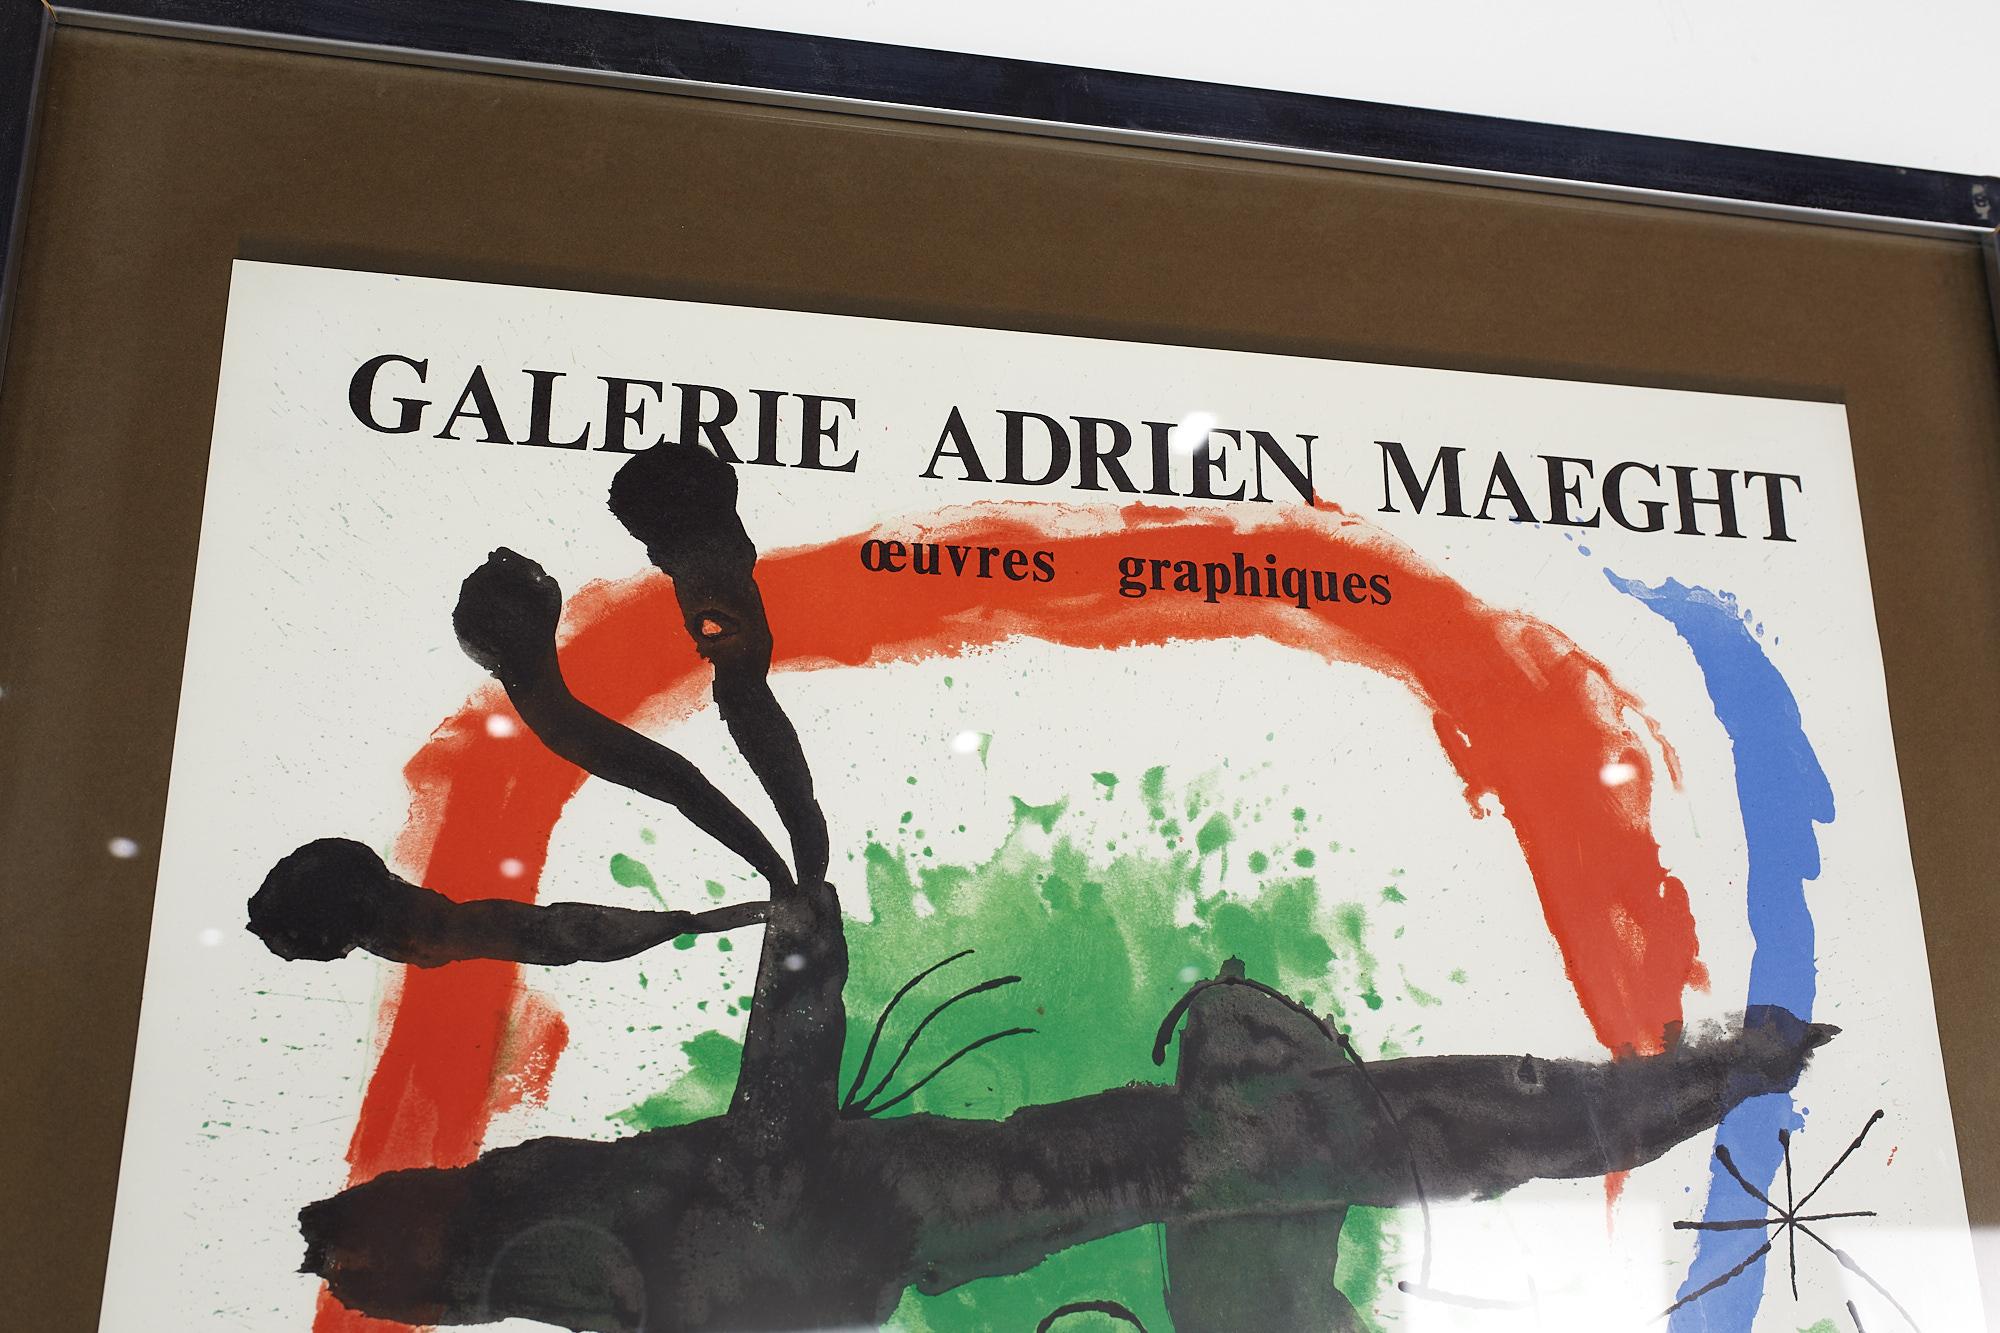 GALERIE ADRIEN MAEGHT
œuvres graphiques